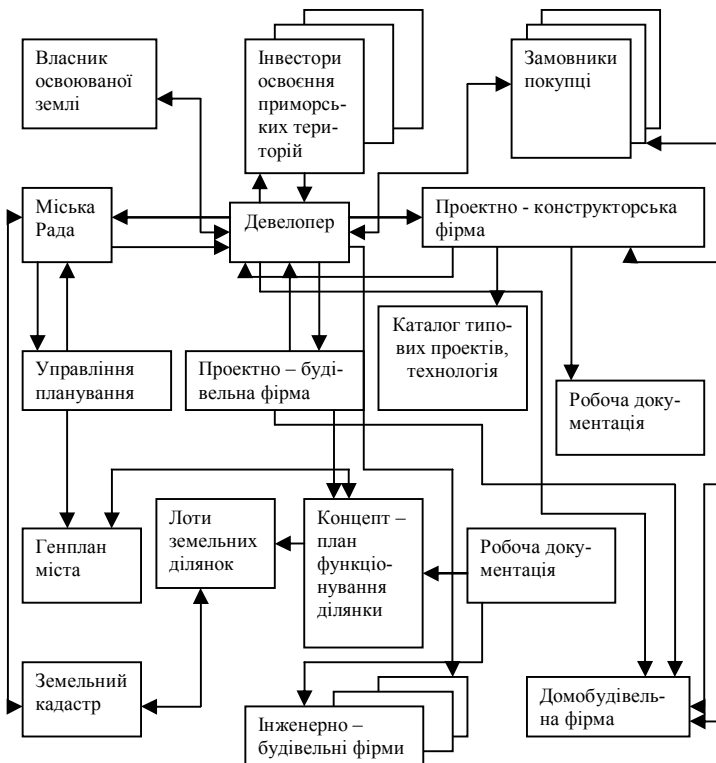 Власник
освоюваної
землі
Інвестори
освоєння
приморсь-
ких тери-
торій
Замовники
покупці
Міська
Рада
Девелопер
Проектно - конструкторська
фірма
Управління
планування
Проектно – буді-
вельна фірма
Каталог типо-
вих проектів,
технологія
Робоча доку-
ментація
Генплан
міста
Лоти
земельних
ділянок
Концепт –
план
функціо-
нування
ділянки
Робоча доку-
ментація
Земельний
кадастр
Інженерно –
будівельні фірми
Домобудівель-
на фірма